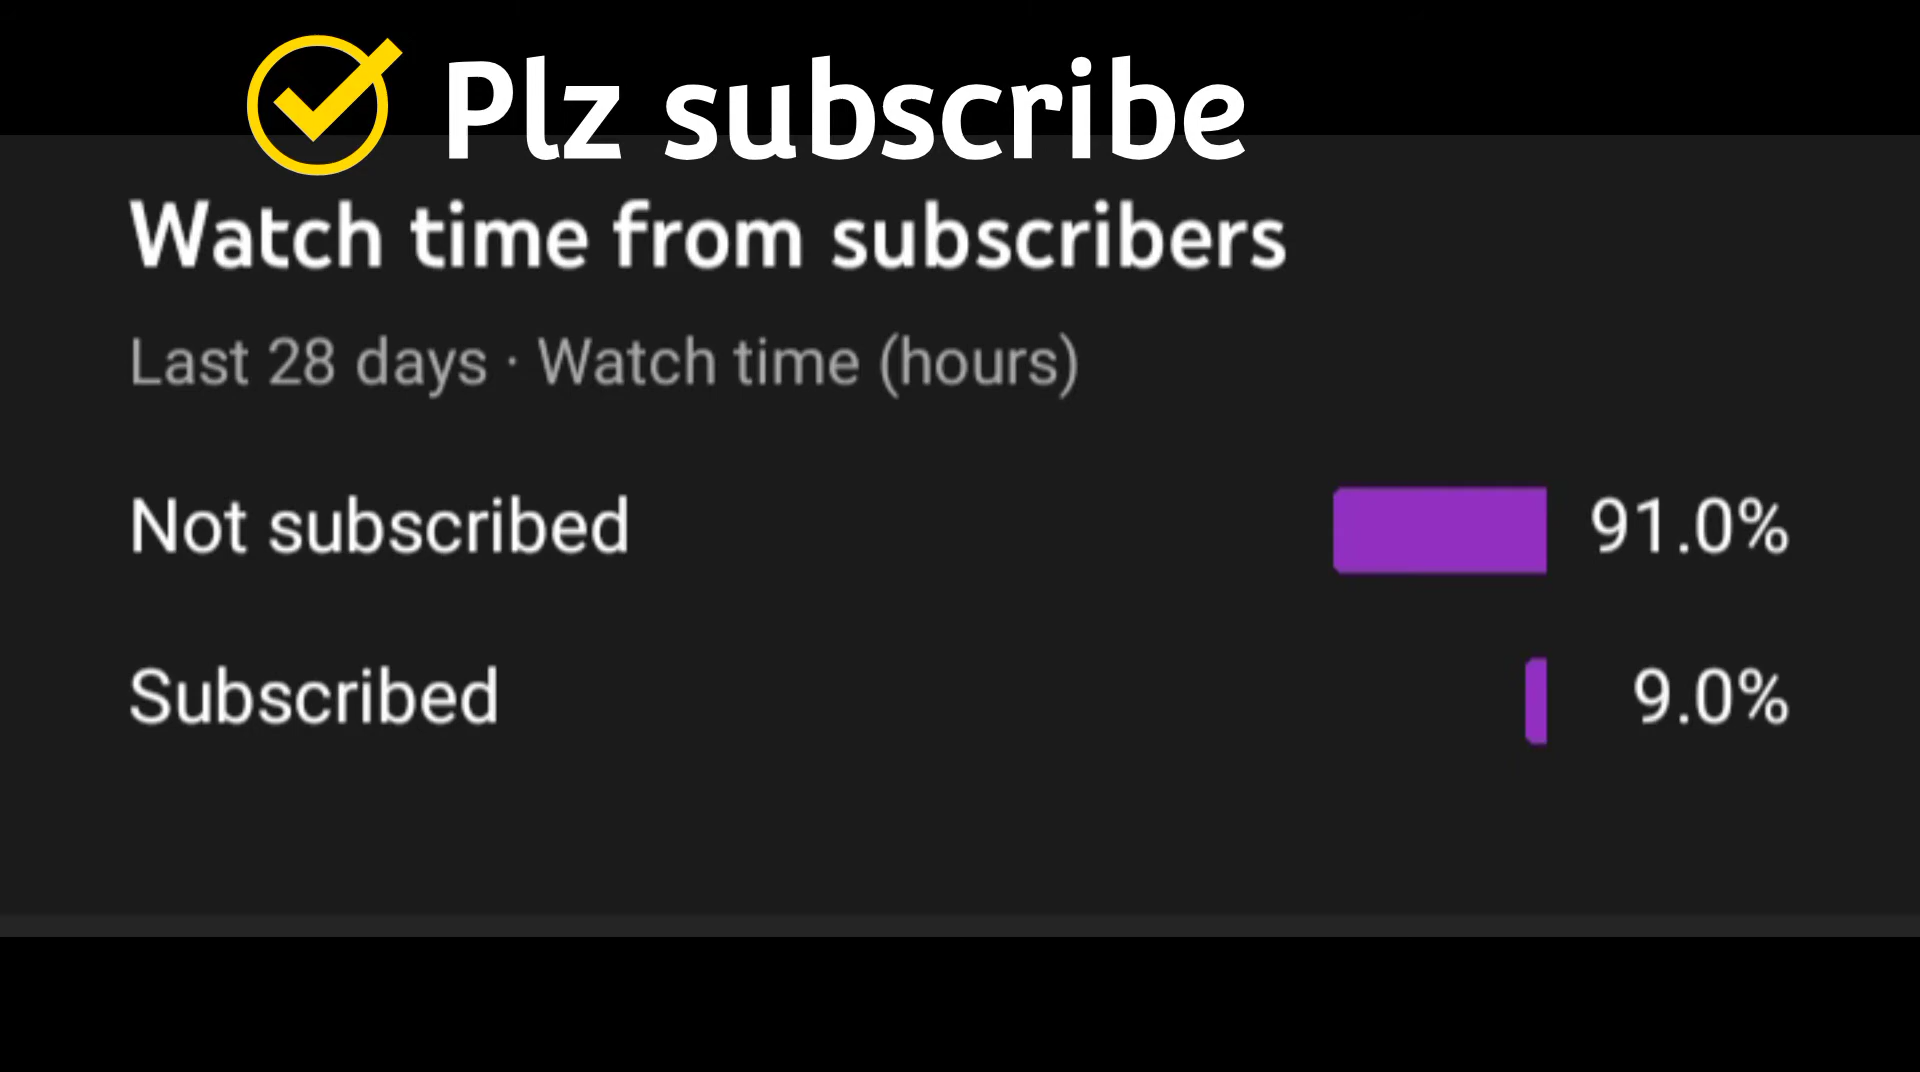 Plz subscribe
Watch time from subscribers
Last 28 days · Watch time (hours)
Not subscribed 91.0%
Subscribed 9.0%